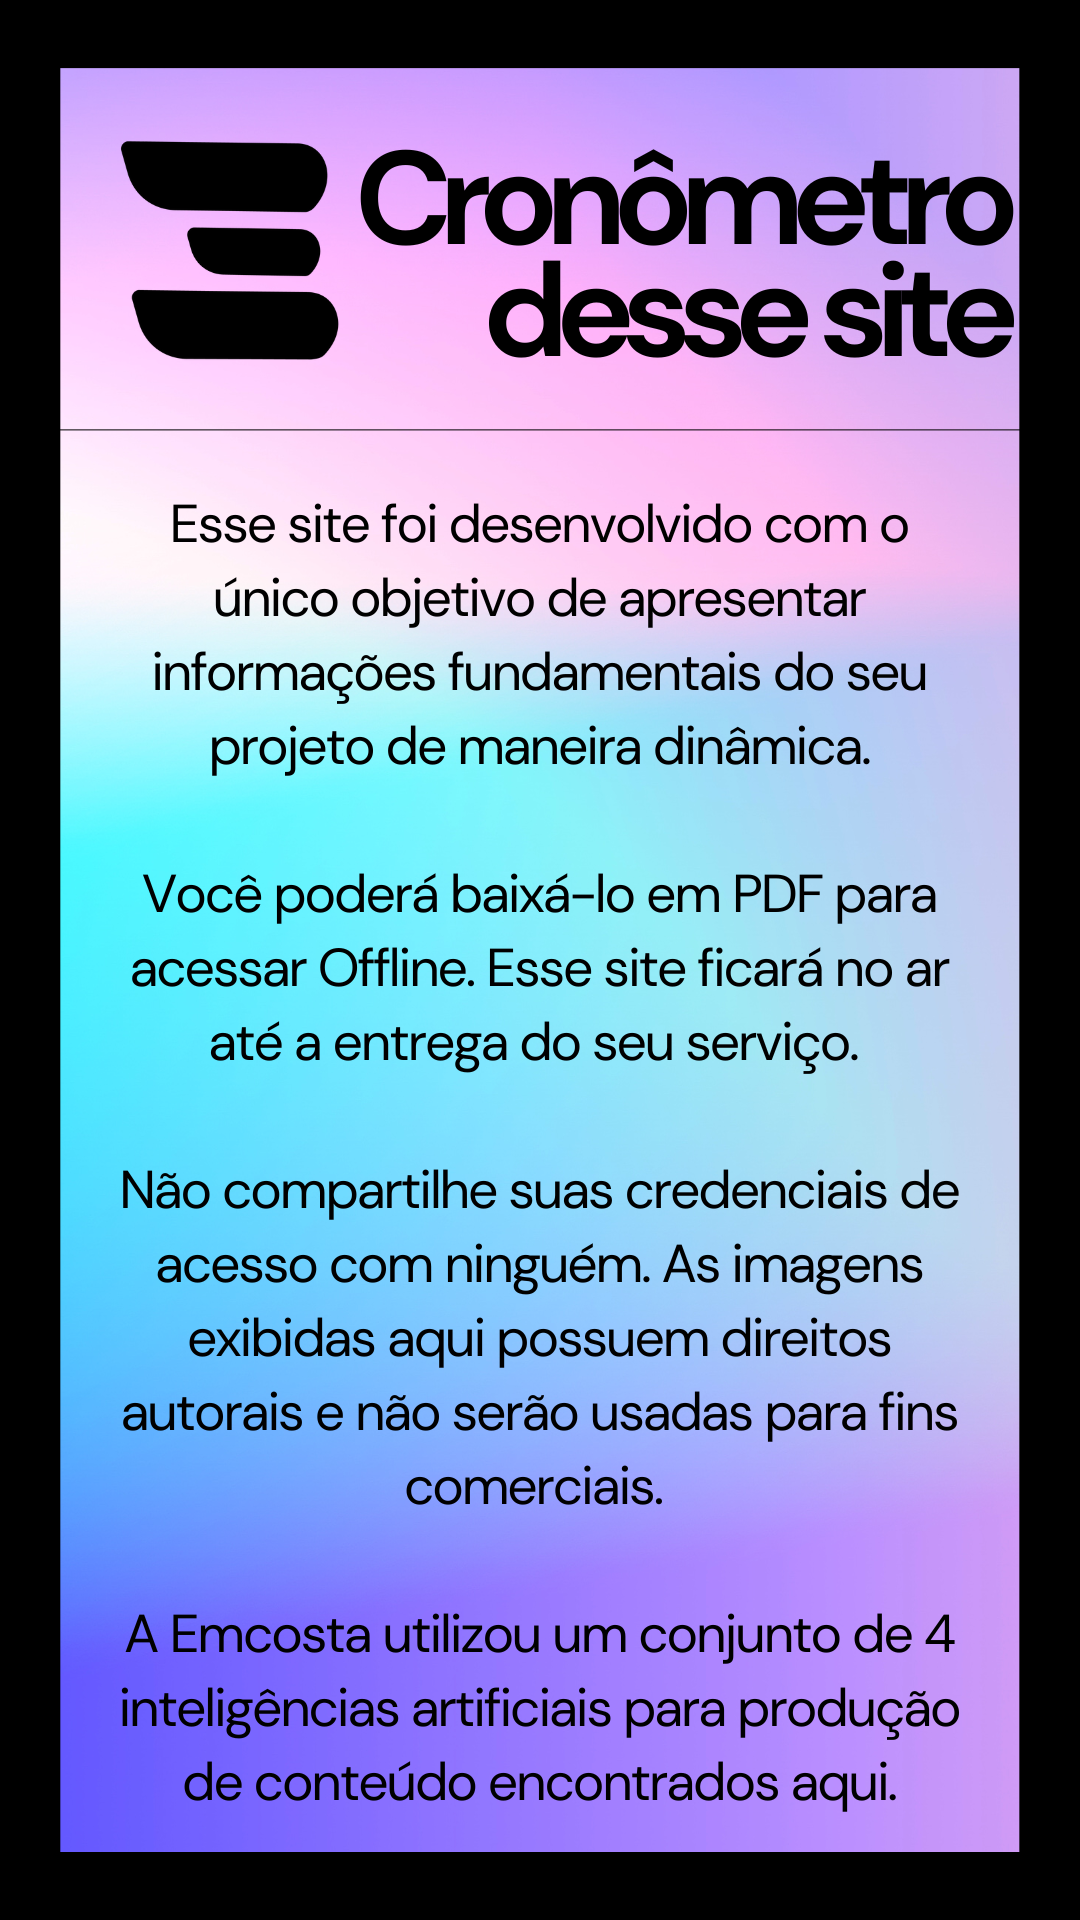 Cronômetro
desse site
Esse site foi desenvolvido com o
único objetivo de apresentar
informações fundamentais do seu
projeto de maneira dinâmica.
Você poderá baixá-lo em PDF para
acessar Offline. Esse site ficará no ar
até a entrega do seu serviço.
Não compartilhe suas credenciais de
acesso com ninguém. As imagens
exibidas aqui possuem direitos
autorais e não serão usadas para fins
comerciais.
A Emcosta utilizou um conjunto de 4
inteligências artificiais para produção
de conteúdo encontrados aqui.